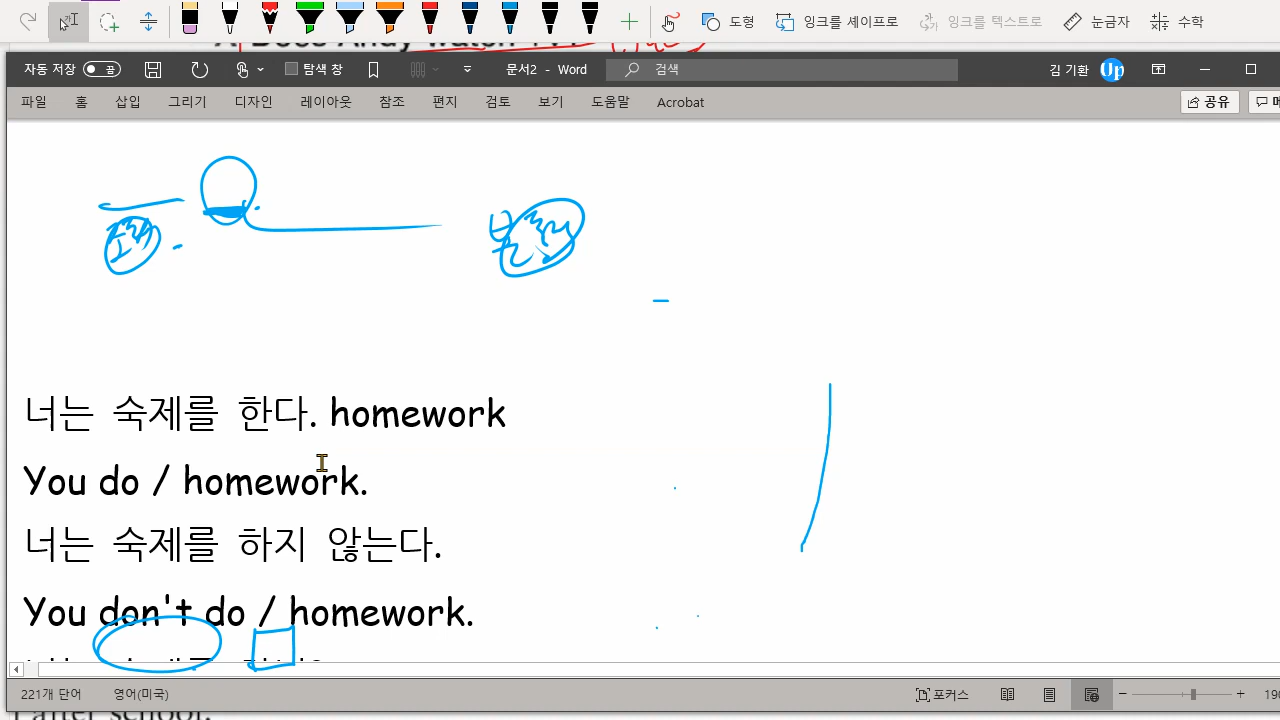 도형 잉크를 셰이프로 잉크를 텍스트로 눈금자 수학
자동 저장 끔 탐색 창 문서2 - Word 검색 김 기환 Up
파일 홈 삽입 그리기 디자인 레이아웃 참조 편지 검토 보기 도움말 Acrobat 공유
너는 숙제를 한다. homework
You do / homework.
너는 숙제를 하지 않는다.
You don't do / homework.
221개 단어 영어(미국) 포커스
after school.